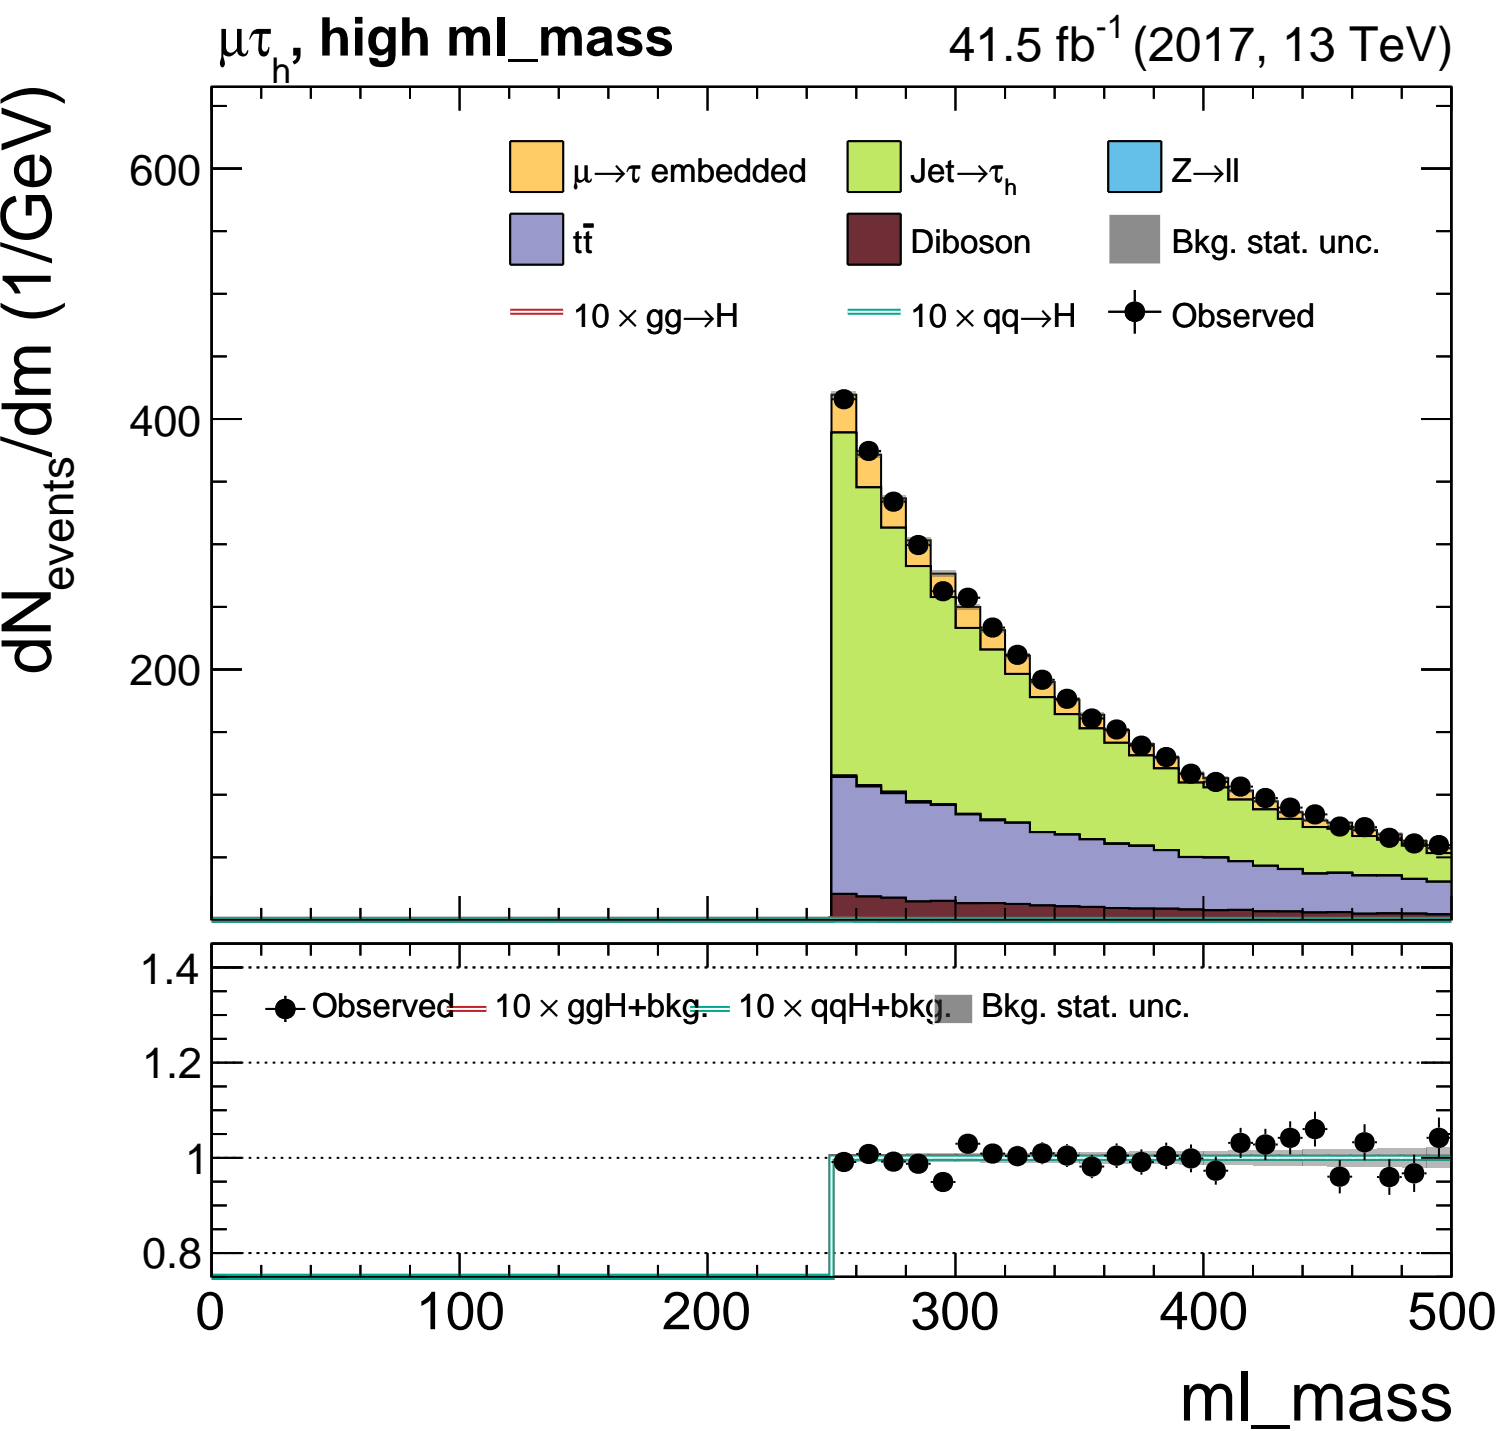 μτh, high ml_mass
41.5 fb-1 (2017, 13 TeV)
dNevents/dm (1/GeV)
600
400
200
μ→τ embedded
Jet→τh
Z→ll
tt̄
Diboson
Bkg. stat. unc.
10 × gg→H
10 × qq→H
Observed
1.4
1.2
1
0.8
Observed
10 × ggH+bkg.
10 × qqH+bkg.
Bkg. stat. unc.
0
100
200
300
400
500
ml_mass